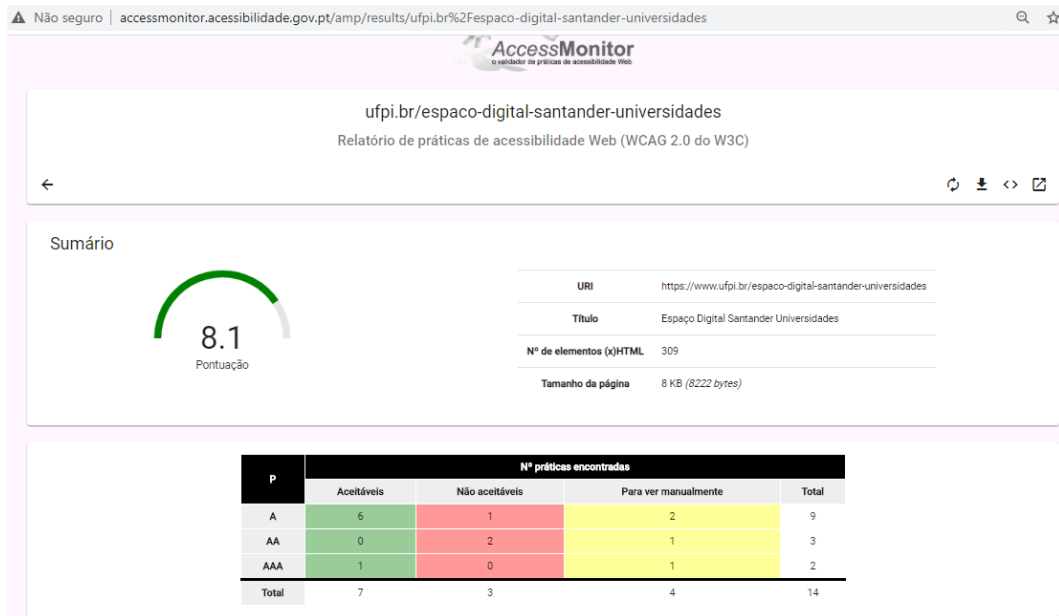 Não seguro | accessmonitor.acessibilidade.gov.pt/amp/results/ufpi.br%2Fespaco-digital-santander-universidades
AccessMonitor
o validador de práticas de acessibilidade Web
ufpi.br/espaco-digital-santander-universidades
Relatório de práticas de acessibilidade Web (WCAG 2.0 do W3C)
Sumário
8.1
Pontuação
URI https://www.ufpi.br/espaco-digital-santander-universidades
Título Espaço Digital Santander Universidades
Nº de elementos (x)HTML 309
Tamanho da página 8 KB (8222 bytes)
P Nº práticas encontradas
Aceitáveis Não aceitáveis Para ver manualmente Total
A 6 1 2 9
AA 0 2 1 3
AAA 1 0 1 2
Total 7 3 4 14